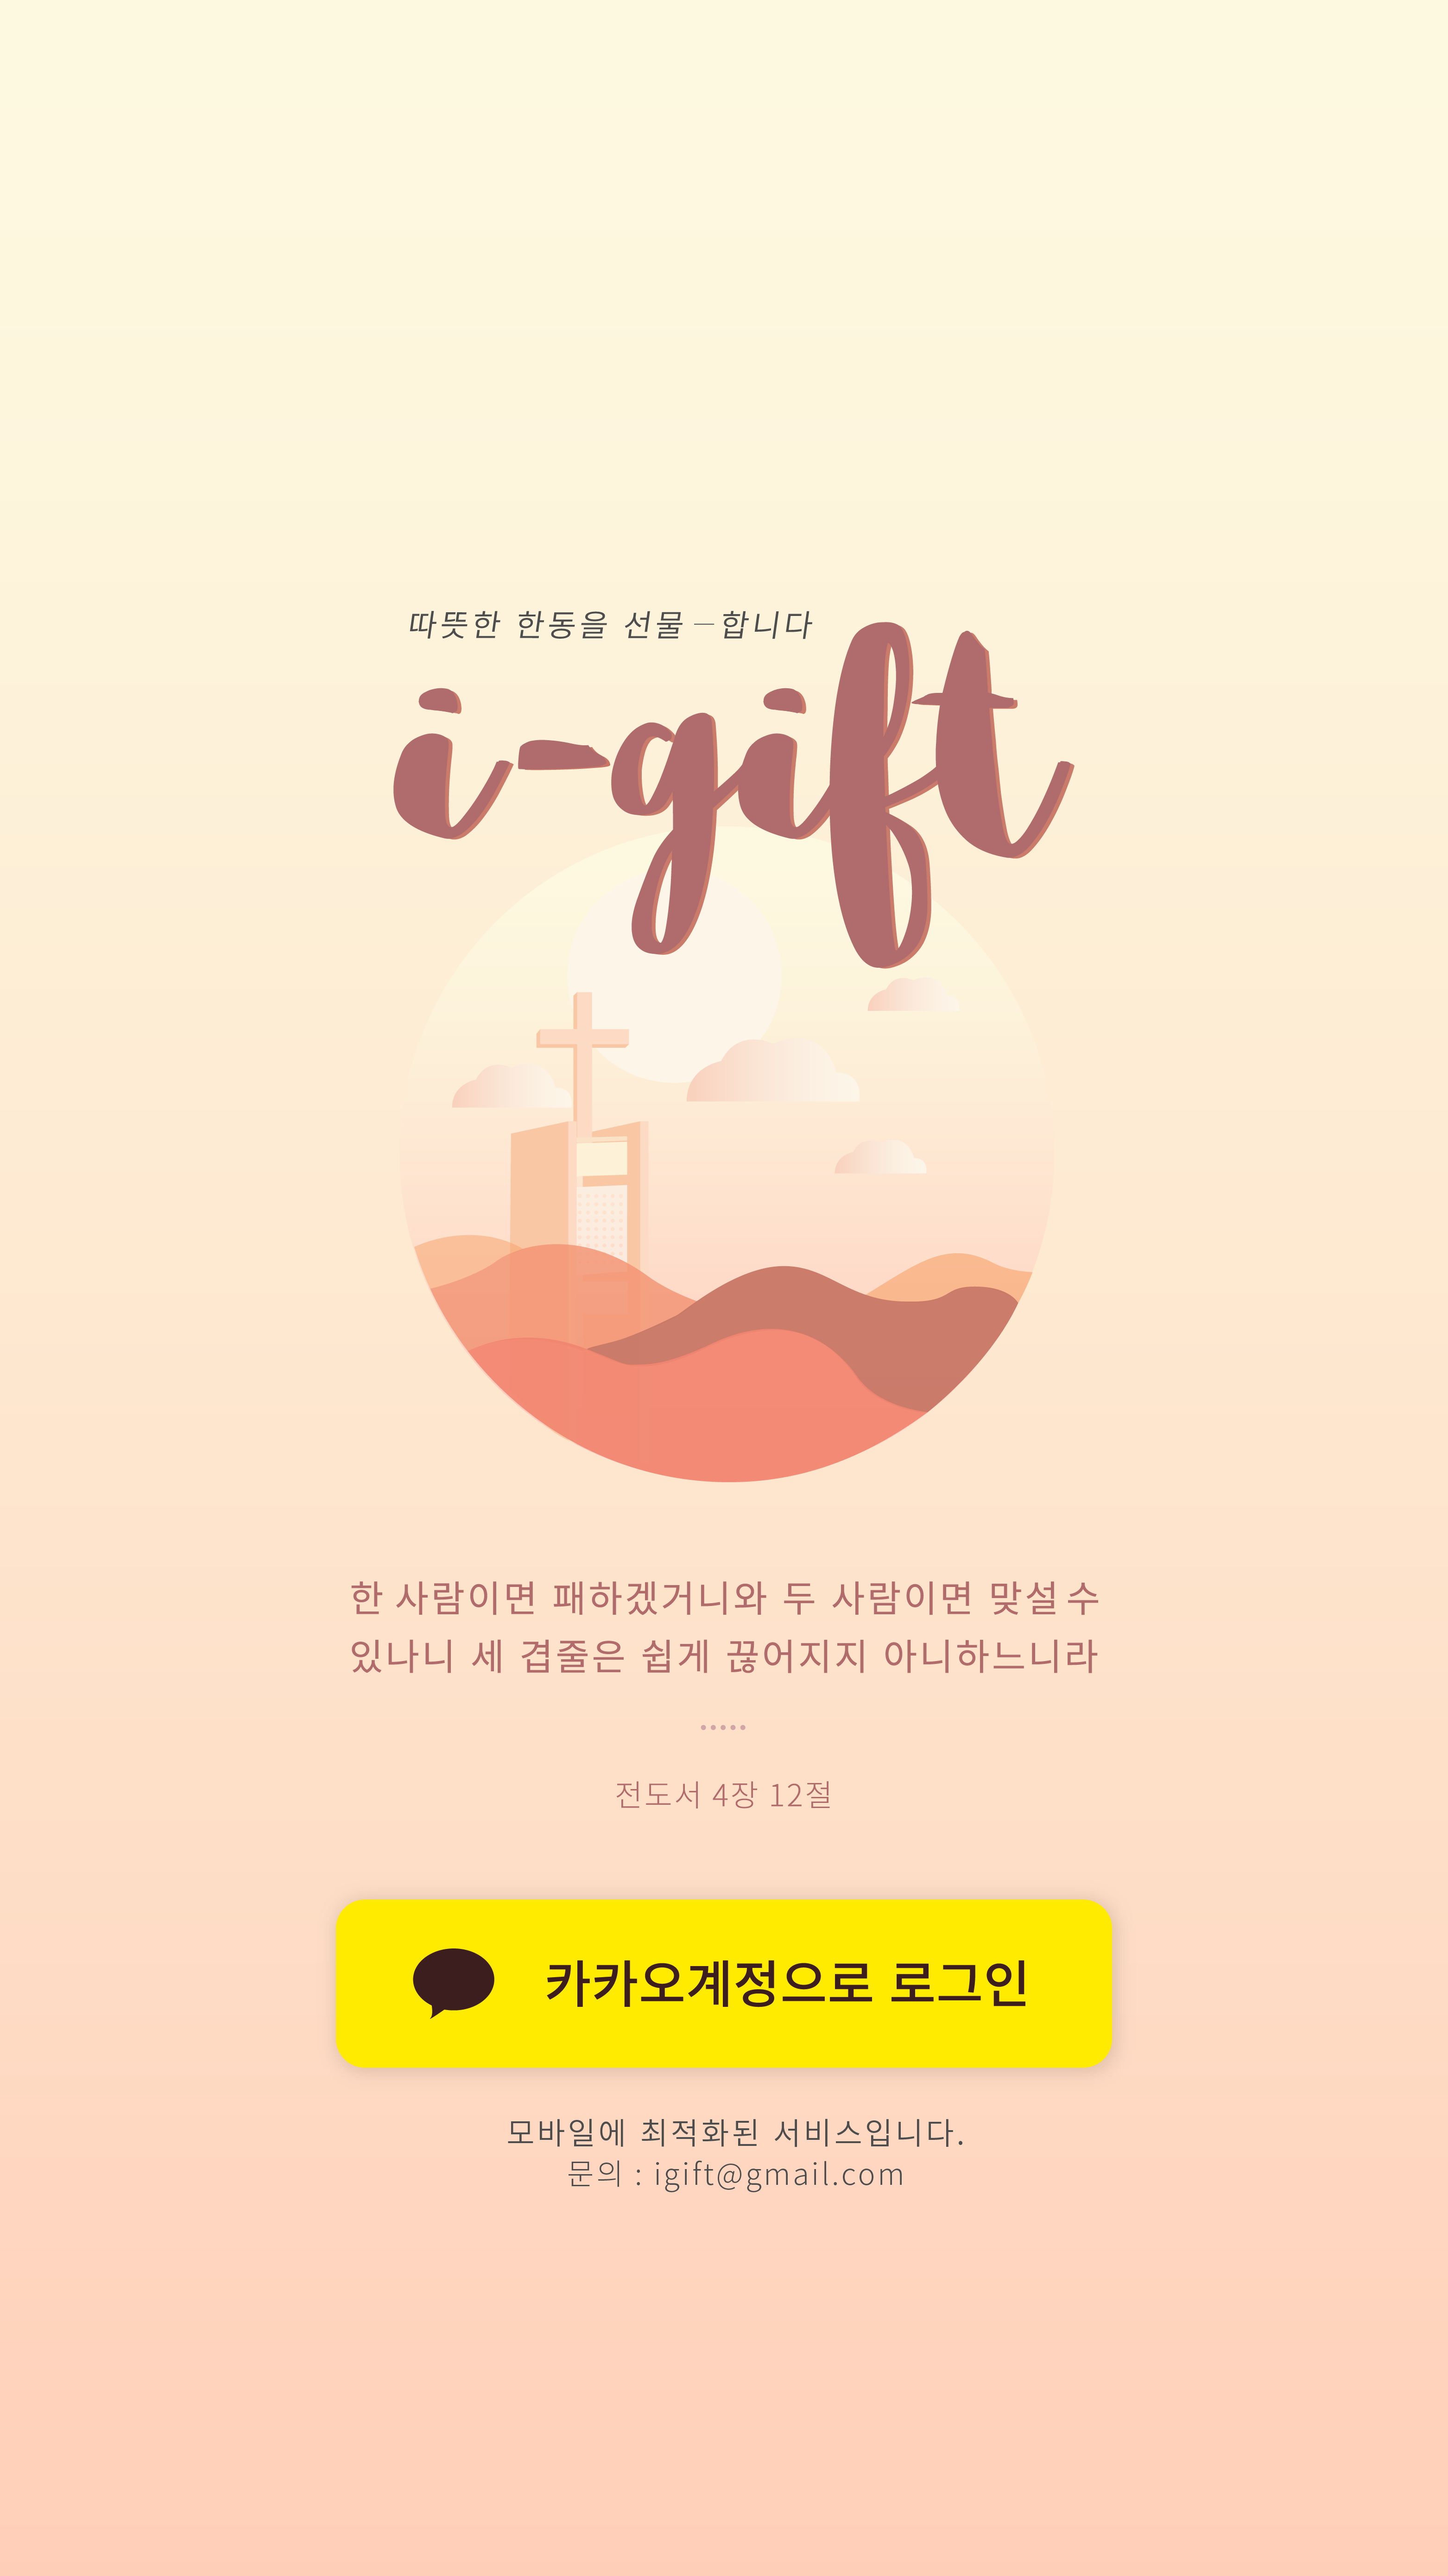 따뜻한 한동을 선물 – 합니다
i-gift
한 사람이면 패하겠거니와 두 사람이면 맞설 수
있나니 세 겹줄은 쉽게 끊어지지 아니하느니라
전도서 4장 12절
카카오계정으로 로그인
모바일에 최적화된 서비스입니다.
문의 : igift@gmail.com